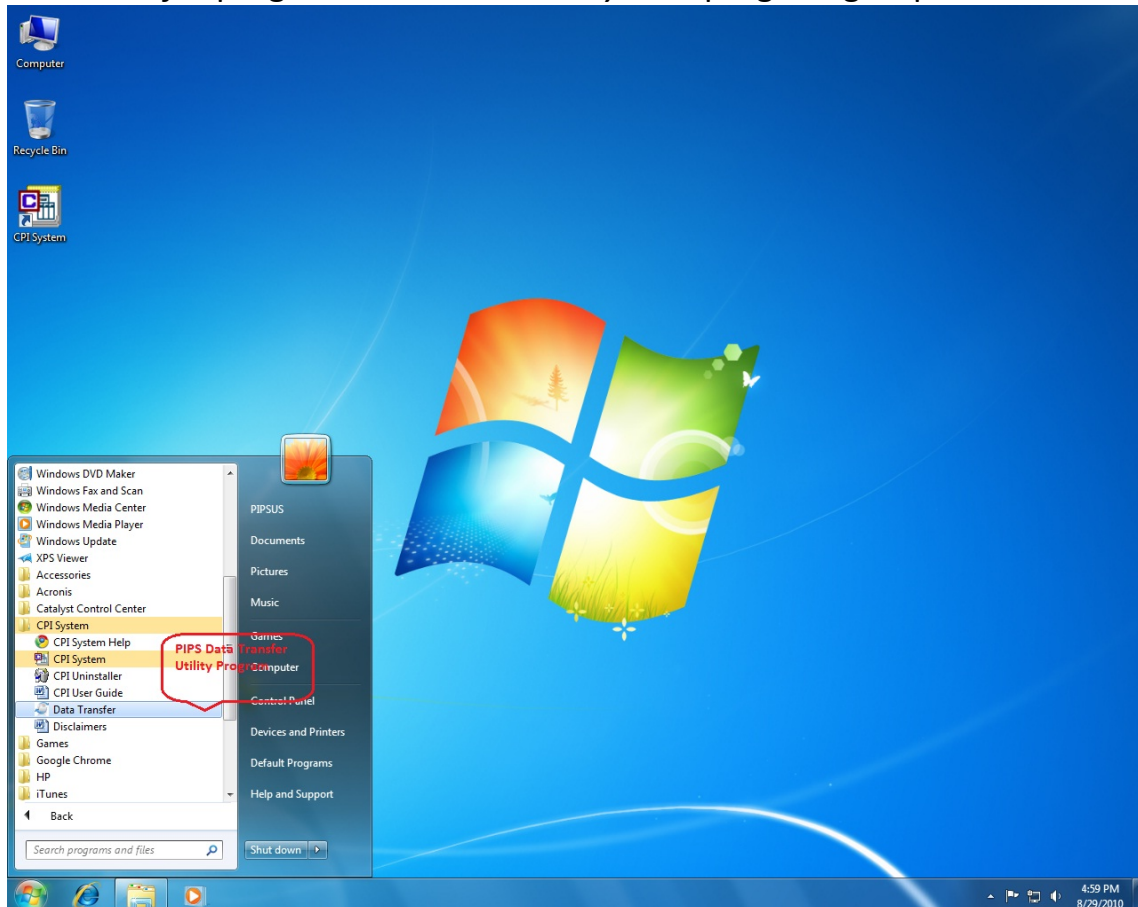 Computer
Recycle Bin
CPI System
Windows DVD Maker
Windows Fax and Scan
Windows Media Center
Windows Media Player
Windows Update
XPS Viewer
Accessories
Acronis
Catalyst Control Center
CPI System
CPI System Help
CPI System
CPI Uninstaller
CPI User Guide
Data Transfer
Disclaimers
Games
Google Chrome
HP
iTunes
Back
Search programs and files
PIPS Data Transfer
Utility Program
PIPSUS
Documents
Pictures
Music
Games
Computer
Control Panel
Devices and Printers
Default Programs
Help and Support
Shut down
4:59 PM
8/29/2010